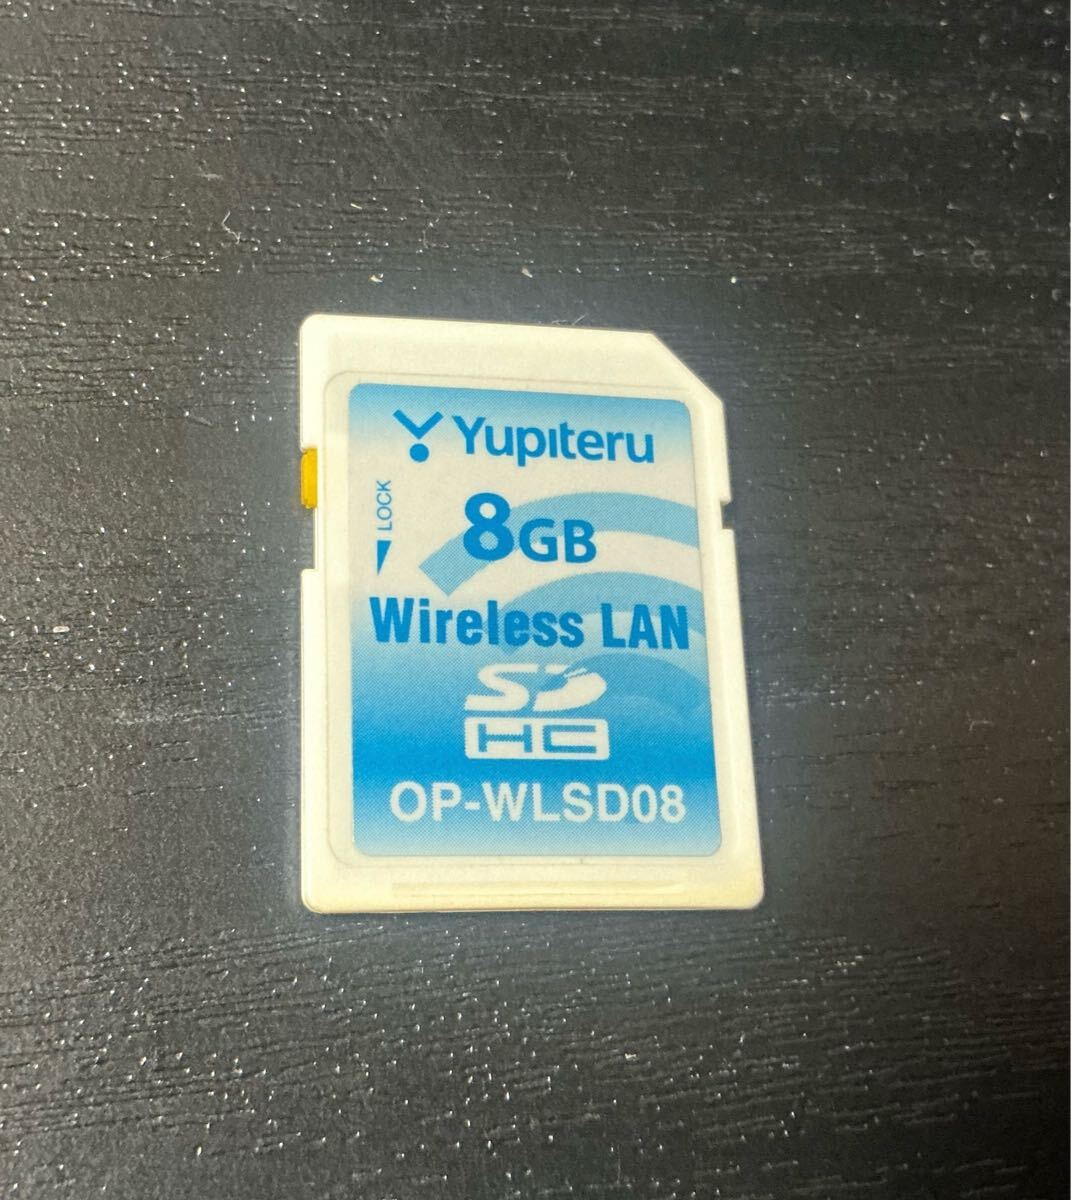 Yupiteru
LOCK
8GB
Wireless LAN
SD
HC
OP-WLSD08